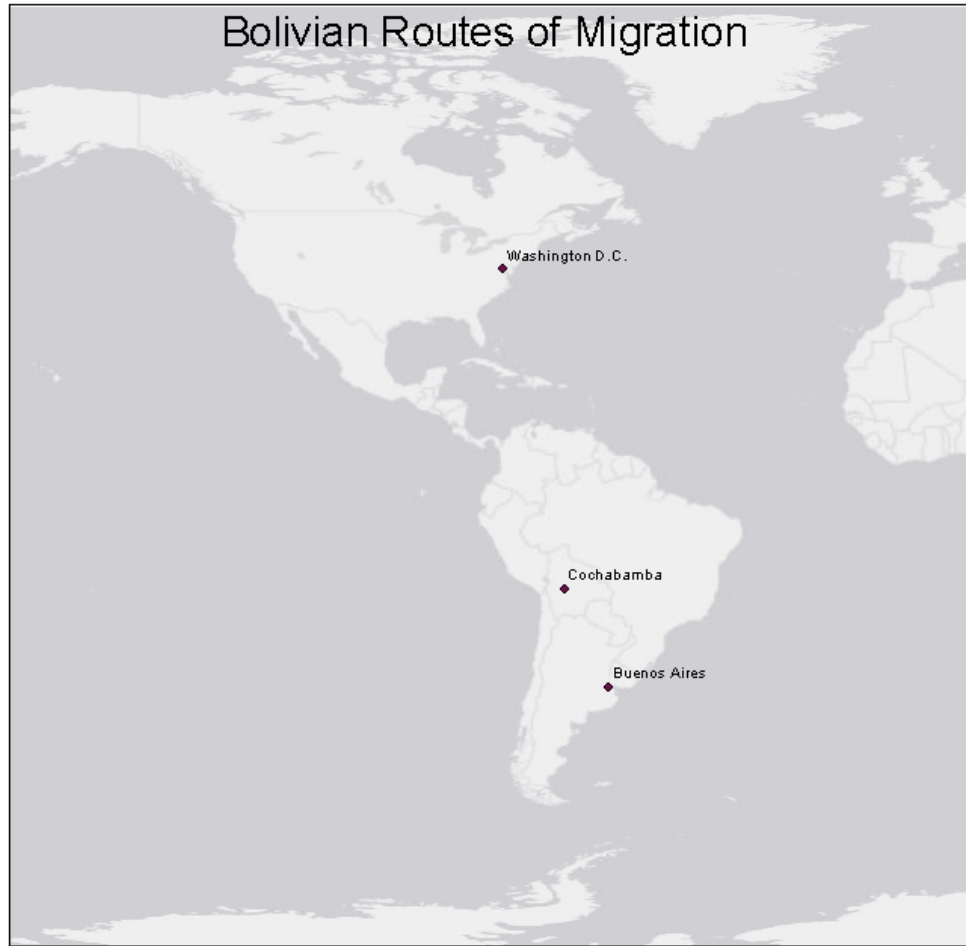 Bolivian Routes of Migration
Washington D.C.
Cochabamba
Buenos Aires